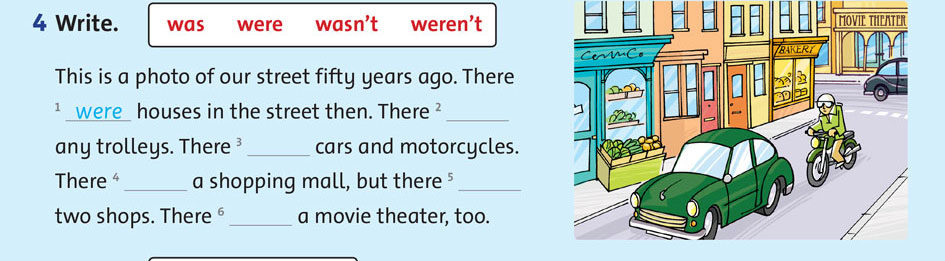 4 Write.
was were wasn't weren't
This is a photo of our street fifty years ago. There
1 were houses in the street then. There 2 ______
any trolleys. There 3 ______ cars and motorcycles.
There 4 ______ a shopping mall, but there 5 ______
two shops. There 6 ______ a movie theater, too.
BAKERY
MOVIE THEATER